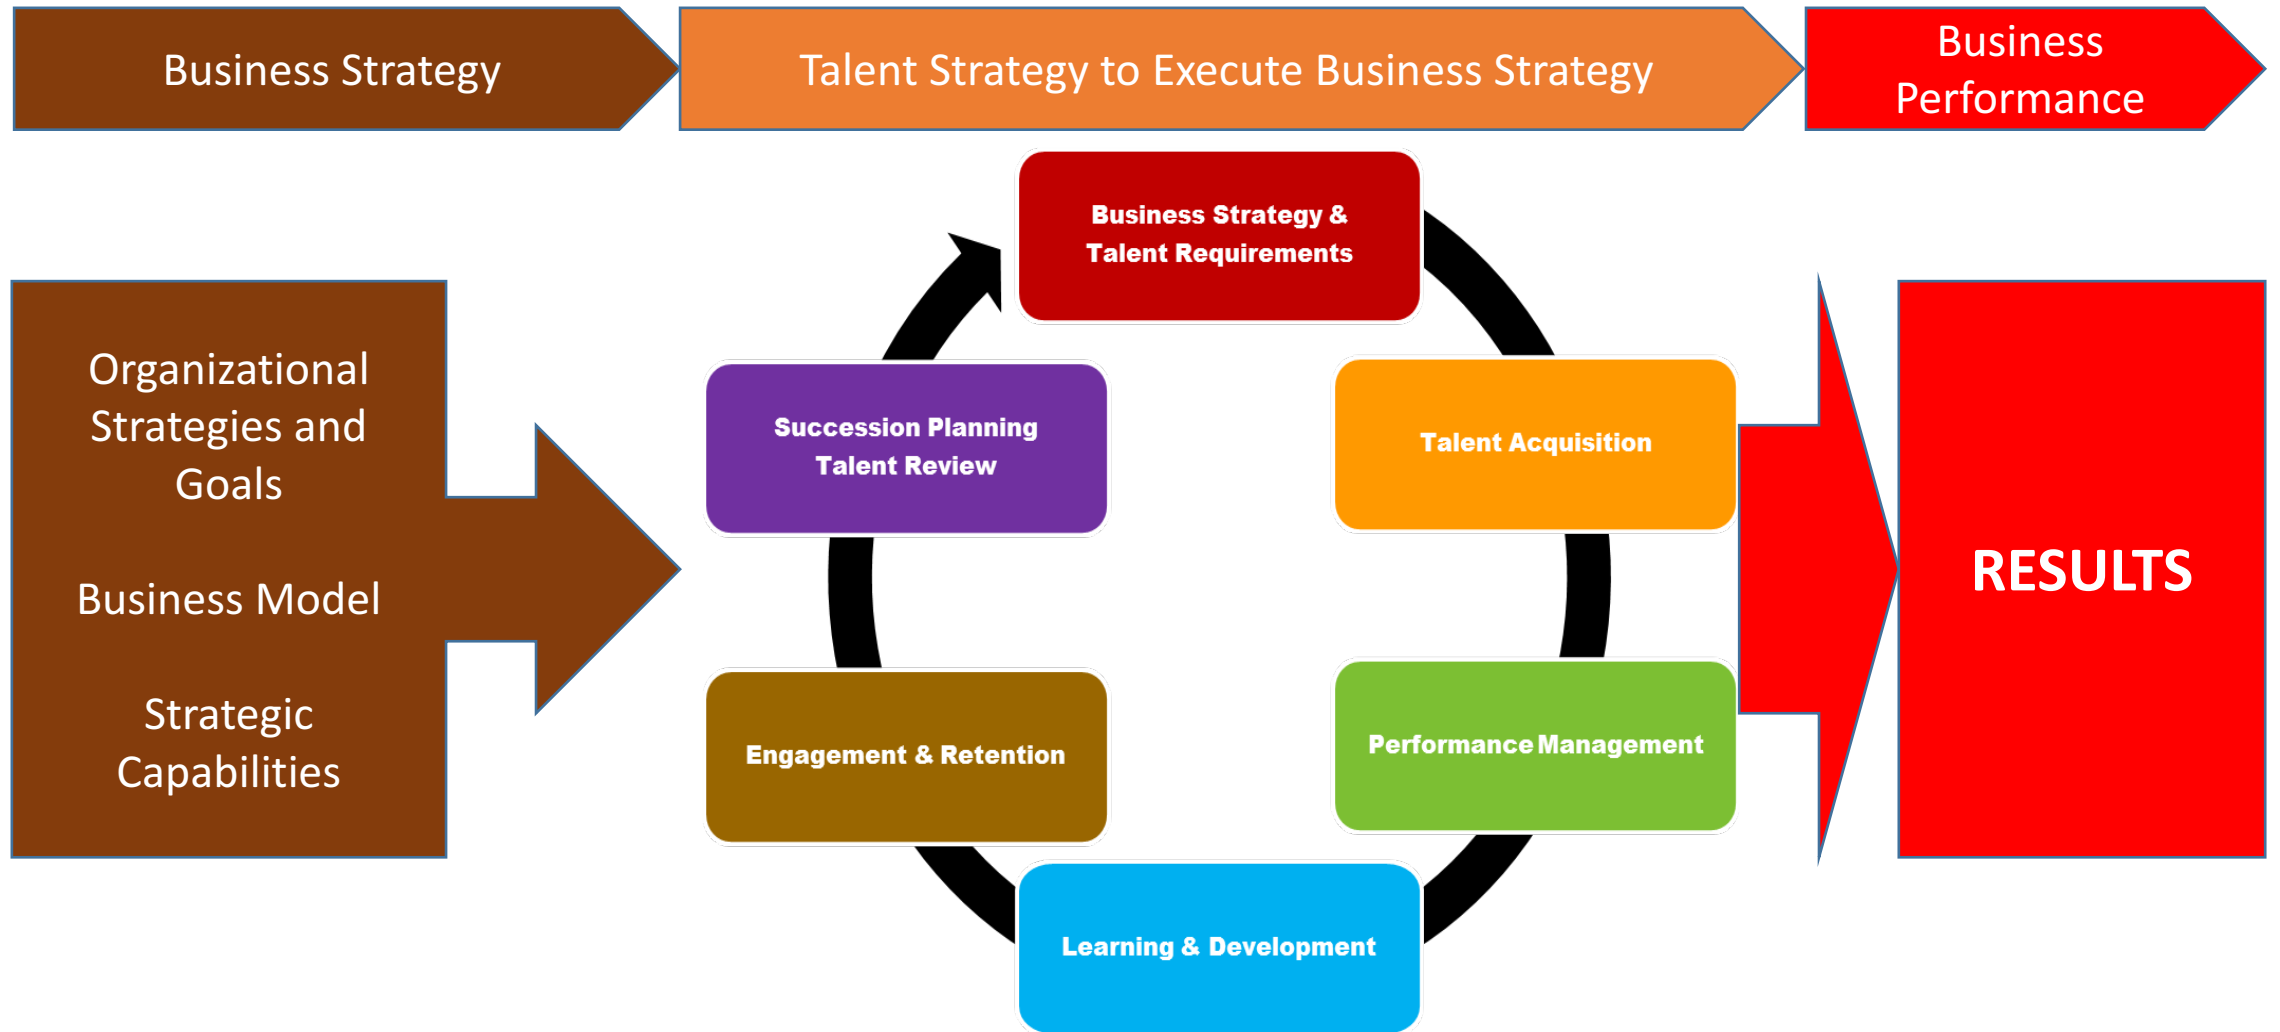 Business Strategy
Talent Strategy to Execute Business Strategy
Business
Performance
Organizational
Strategies and
Goals
Business Model
Strategic
Capabilities
Business Strategy &
Talent Requirements
Talent Acquisition
Performance Management
Learning & Development
Engagement & Retention
Succession Planning
Talent Review
RESULTS